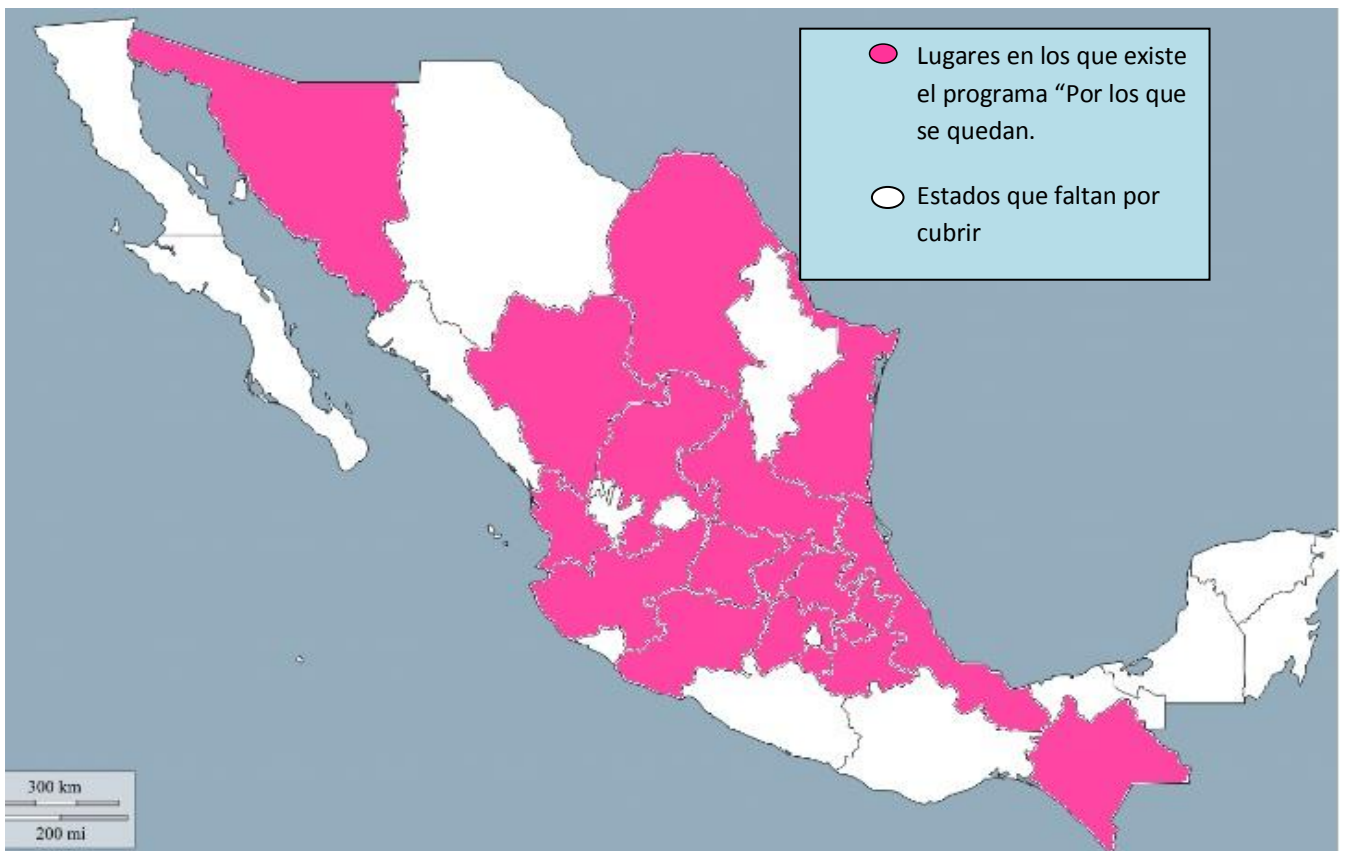 Lugares en los que existe
el programa “Por los que
se quedan.
Estados que faltan por
cubrir
300 km
200 mi